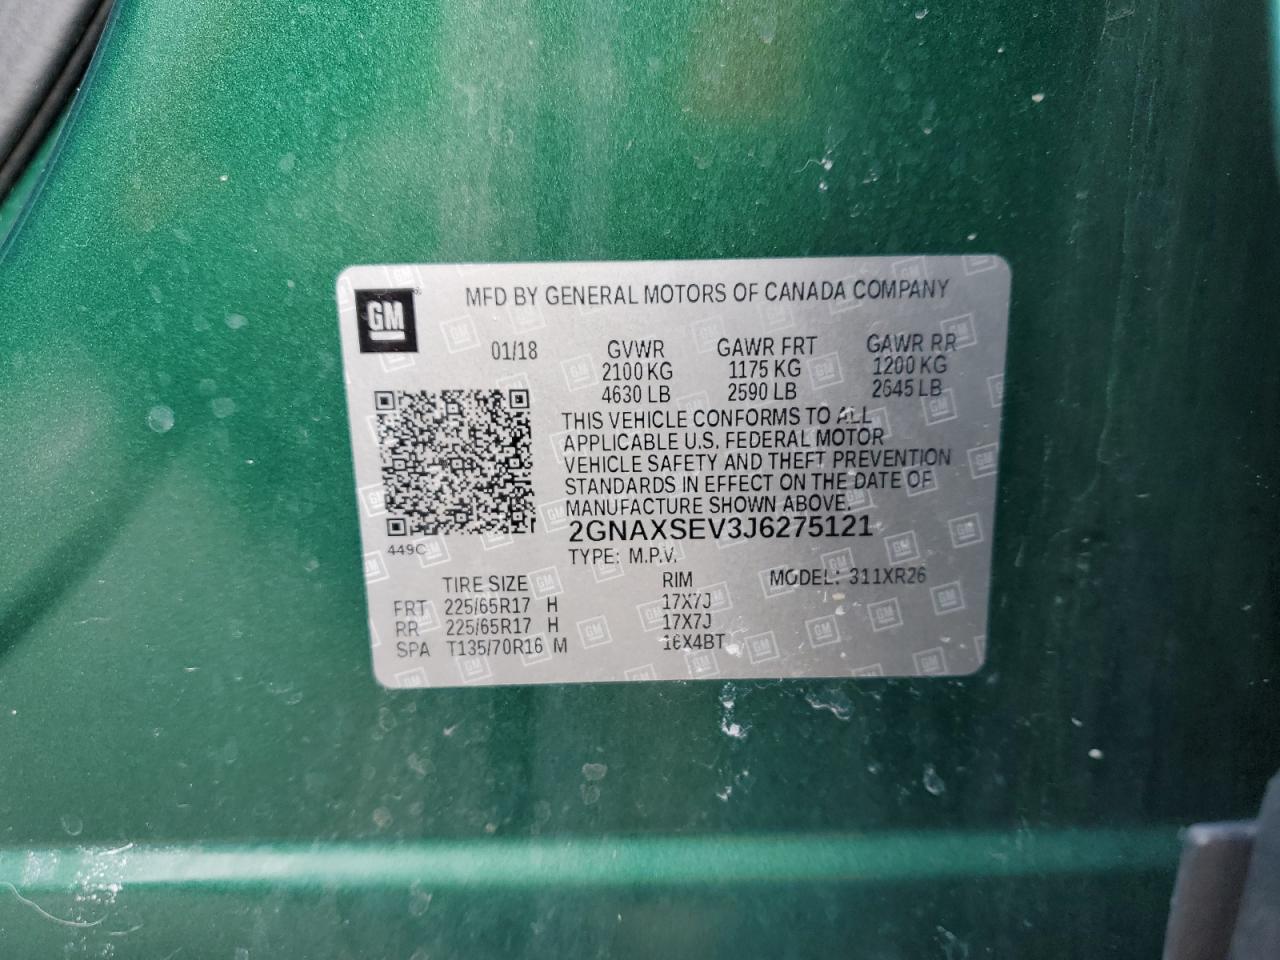 GM
MFD BY GENERAL MOTORS OF CANADA COMPANY
01/18 GVWR GAWR FRT GAWR RR
2100 KG 1175 KG 1200 KG
4630 LB 2590 LB 2645 LB
THIS VEHICLE CONFORMS TO ALL
APPLICABLE U.S. FEDERAL MOTOR
VEHICLE SAFETY AND THEFT PREVENTION
STANDARDS IN EFFECT ON THE DATE OF
MANUFACTURE SHOWN ABOVE.
2GNAXSEV3J6275121
449C
TYPE: M.P.V.
TIRE SIZE RIM MODEL: 311XR26
FRT 225/65R17 H 17X7J
RR 225/65R17 H 17X7J
SPA T135/70R16 M 16X4BT